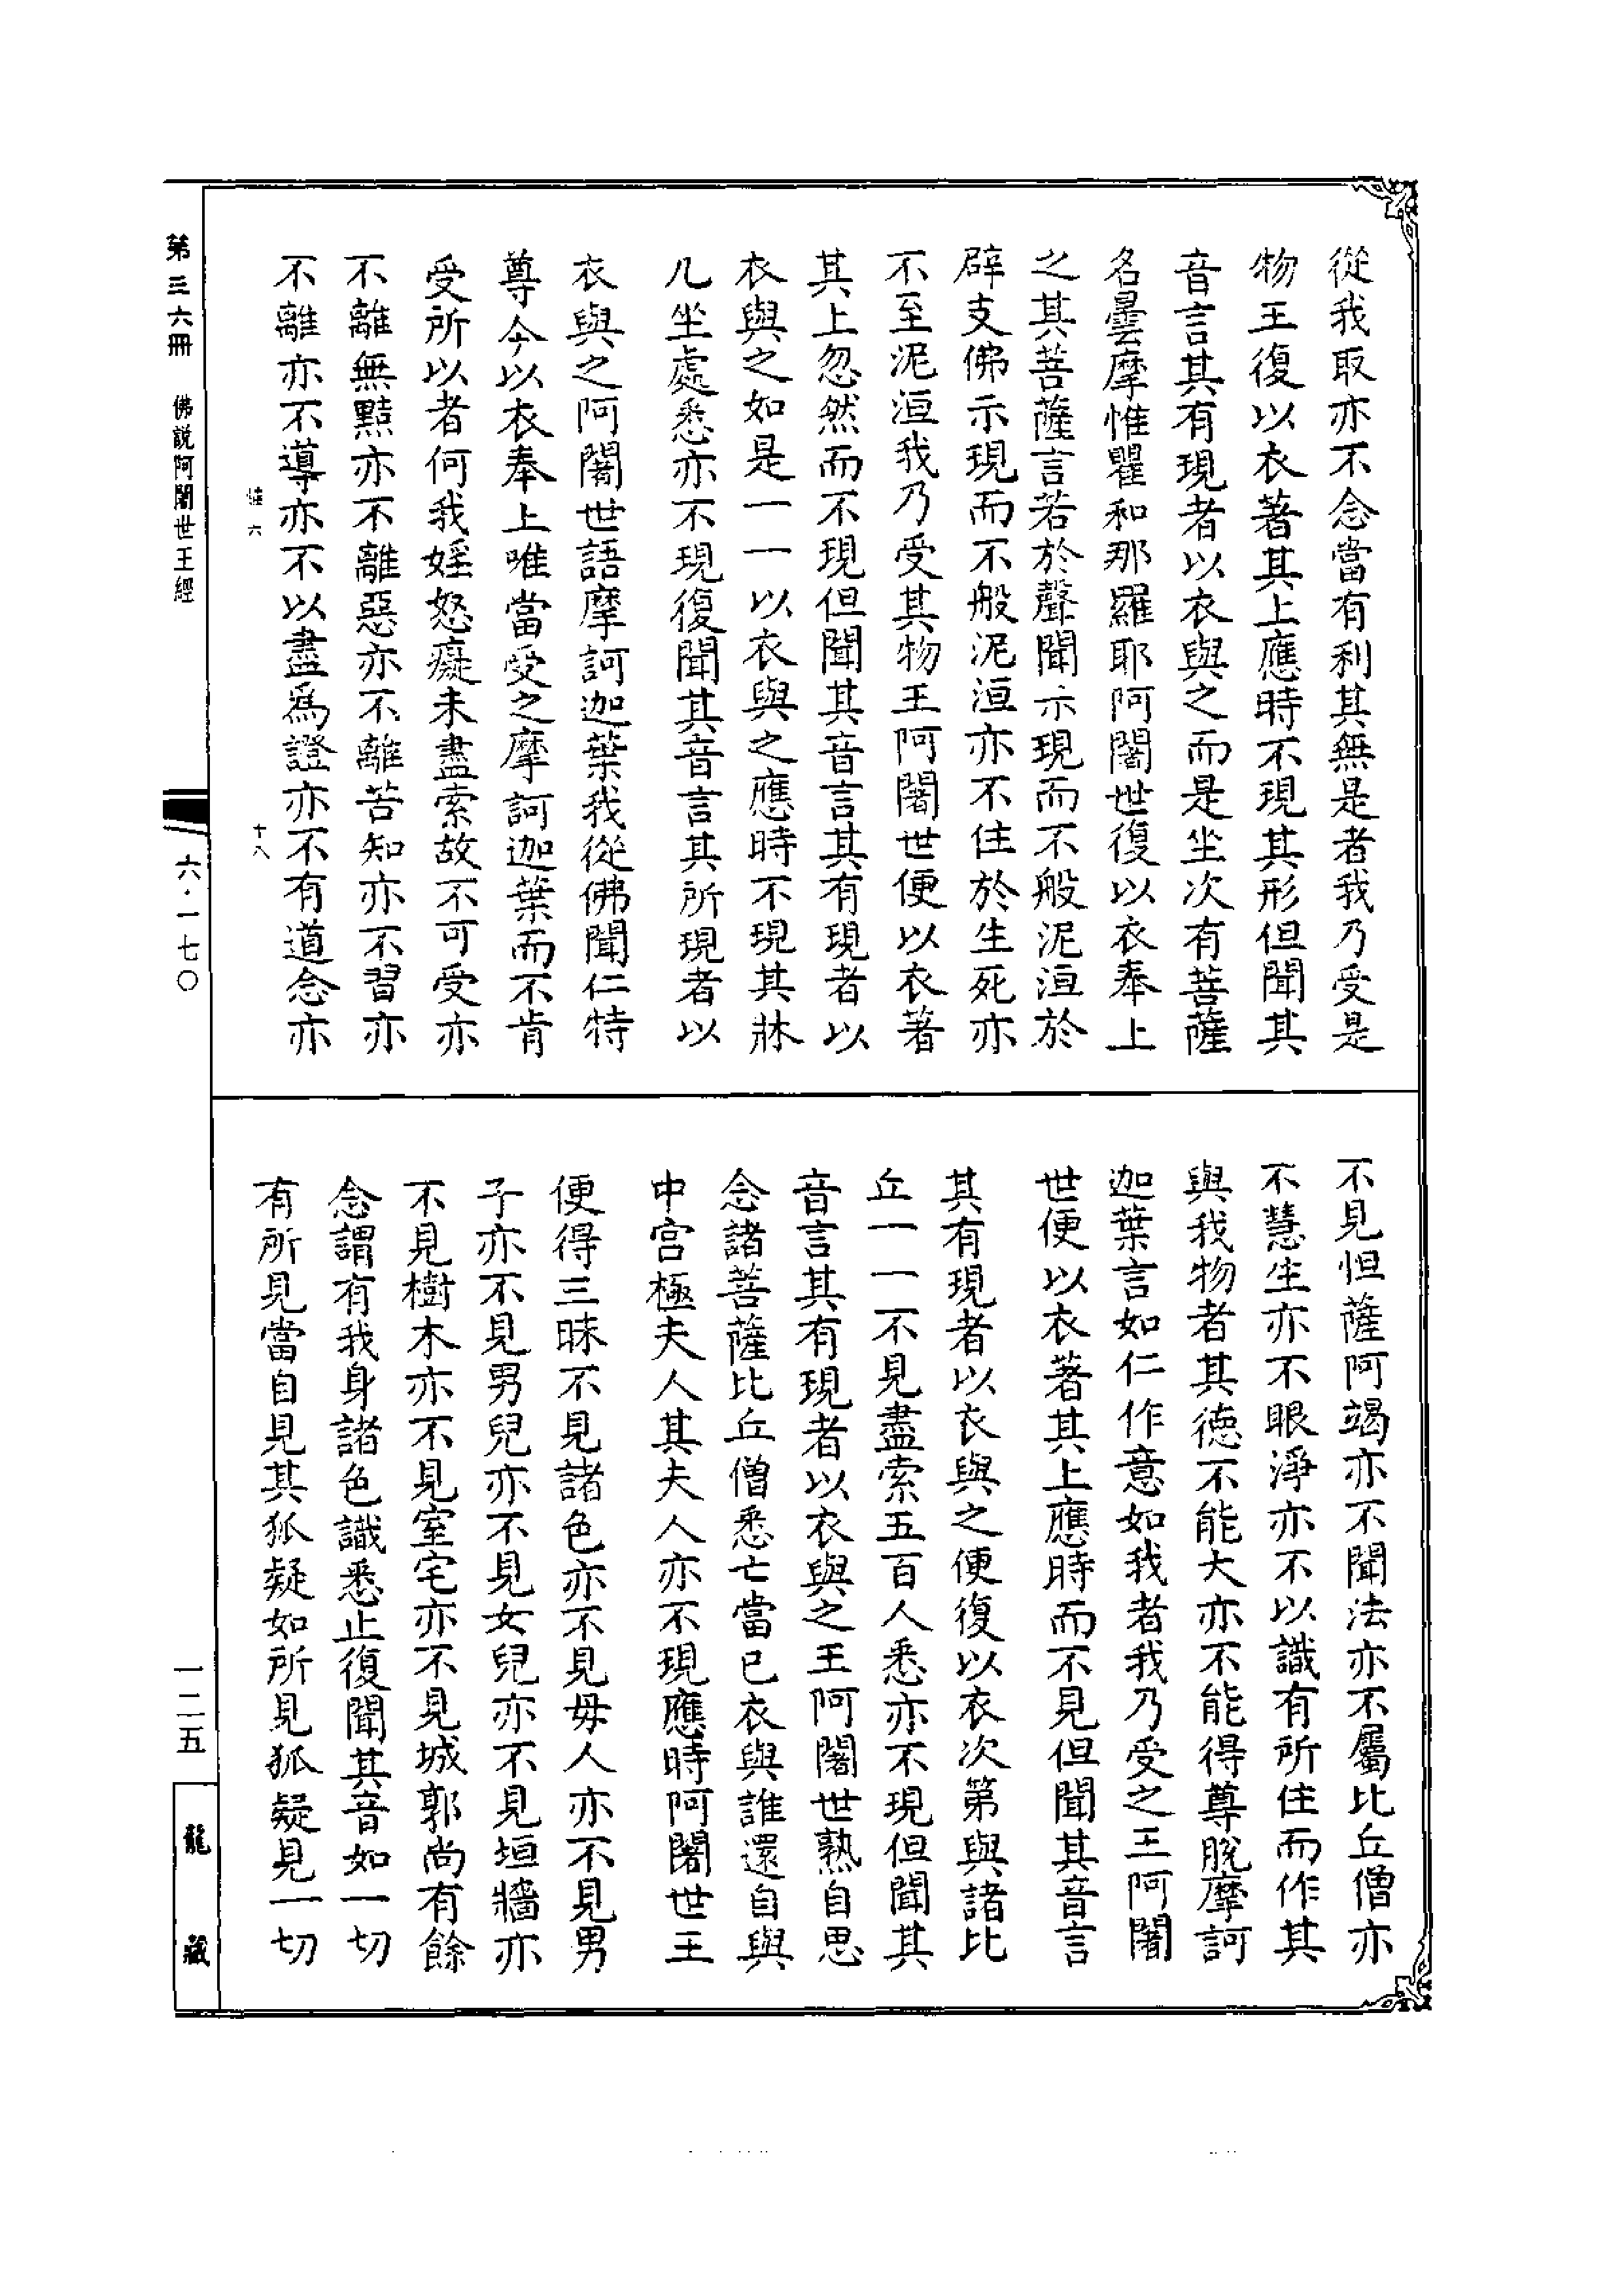 從我取亦不念當有利其無是者我乃受是
物王復以衣著其上應時不現其形但聞其
音言其有現者以衣與之而是坐次有菩薩
名曇摩惟瞿和那羅耶阿闍世復以衣奉上
之其菩薩言若於聲聞示現而不般泥洹於
辟支佛示現而不般泥洹亦不住於生死亦
不至泥洹我乃受其物王阿闍世便以衣著
其上忽然而不現但聞其音言其有現者以
衣與之如是一一以衣與之應時不現其牀
几坐處悉亦不現復聞其音言其所現者以
衣與之阿闍世語摩訶迦葉我從佛聞仁特
尊今以衣奉上唯當受之摩訶迦葉而不肯
受所以者何我婬怒癡未盡索故不可受亦
不離無黠亦不離惡亦不離苦知亦不習亦
不離亦不導亦不以盡爲證亦不有道念亦
不見怛薩阿竭亦不聞法亦不屬比丘僧亦
不慧生亦不眼淨亦不以識有所住而作其
與我物者其德不能大亦不能得尊脫摩訶
迦葉言如仁作意如我者我乃受之王阿闍
世便以衣著其上應時而不見但聞其音言
其有現者以衣與之便復以衣次第與諸比
丘一一不見盡索五百人悉亦不現但聞其
音言其有現者以衣與之王阿闍世熟自思
念諸菩薩比丘僧悉亡當已衣與誰還自與
中宮極夫人其夫人亦不現應時阿闍世王
便得三昧不見諸色亦不見母人亦不見男
子亦不見男兒亦不見女兒亦不見垣牆亦
不見樹木亦不見室宅亦不見城郭尚有餘
念謂有我身諸色識悉止復聞其音如一切
有所見當自見其狐疑如所見狐疑見一切
第三六冊 佛説阿闍世王經
六·一七〇
十八
一二五
龍藏